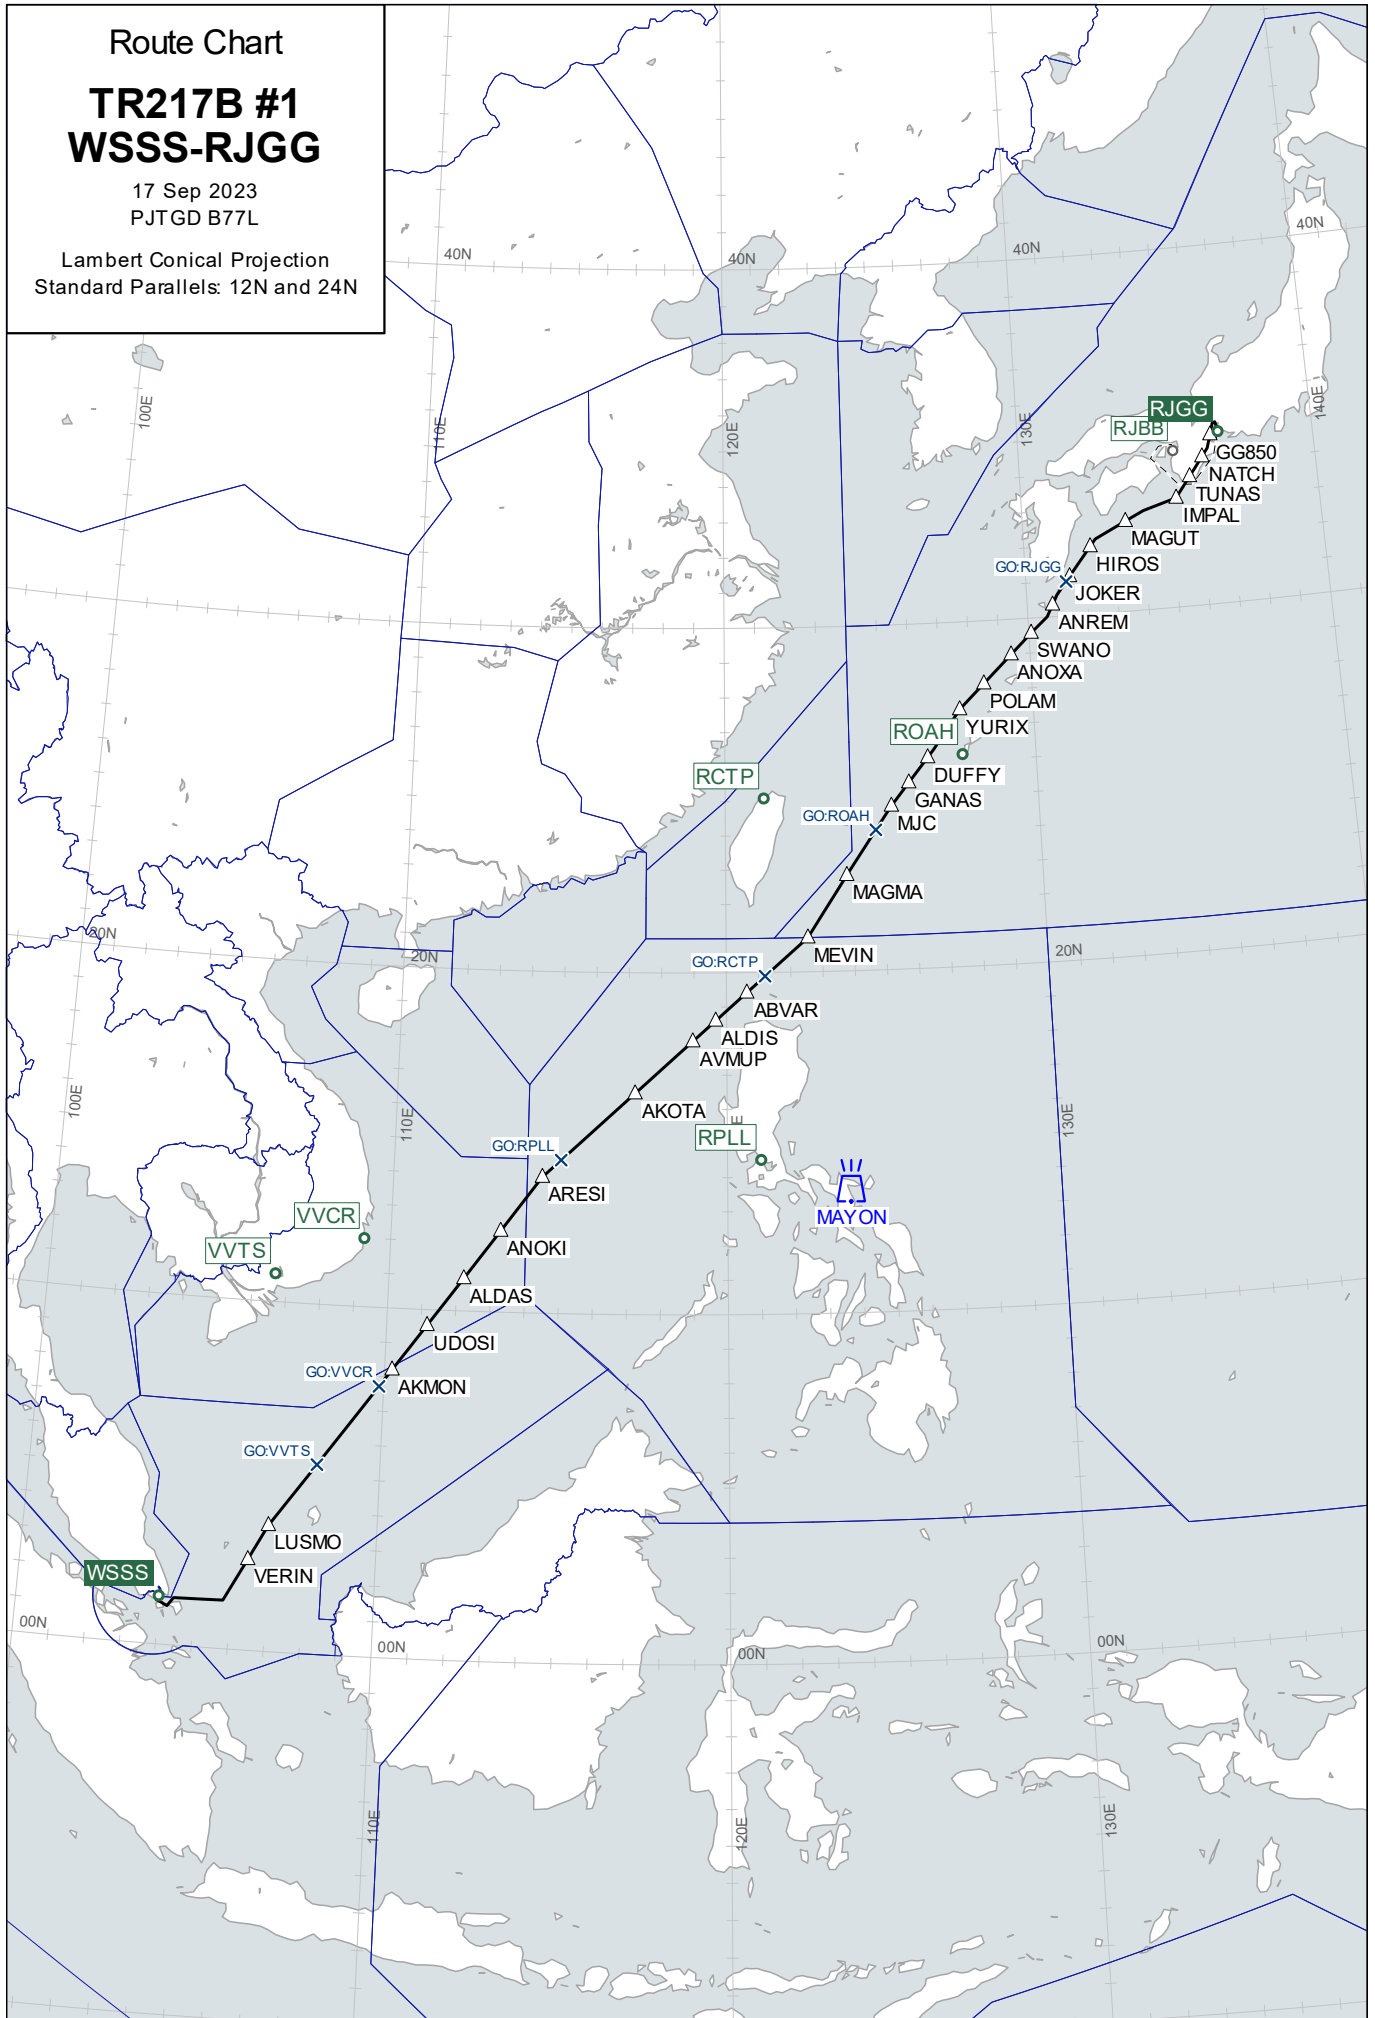 Route Chart
TR217B #1
WSSS-RJGG
17 Sep 2023
PJTGD B77L
Lambert Conical Projection
Standard Parallels: 12N and 24N
40N
40N
40N
40N
100E
110E
120E
130E
140E
RJGG
RJBB
GG850
NATCH
TUNAS
IMPAL
MAGUT
HIROS
GO:RJGG
JOKER
ANREM
SWANO
ANOXA
POLAM
YURIX
ROAH
DUFFY
RCTP
GANAS
GO:ROAH
MJC
MAGMA
20N
20N
20N
MEVIN
GO:RCTP
ABVAR
ALDIS
AVMUP
100E
110E
E
130E
AKOTA
RPLL
GO:RPLL
ARESI
MAYON
VVCR
VVTS
ANOKI
ALDAS
UDOSI
GO:VVCR
AKMON
GO:VVTS
LUSMO
VERIN
WSSS
00N
00N
00N
00N
110E
120E
130E